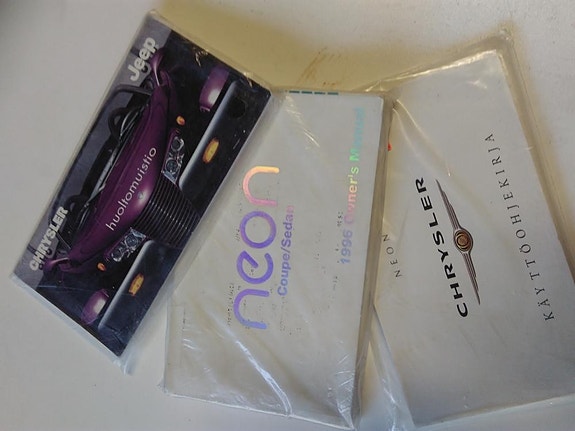 Jeep
CHRYSLER
huoltomuistio
neon
Coupe/Sedan
1996 Owner's Manual
NEON
CHRYSLER
KÄYTTÖOHJEKIRJA